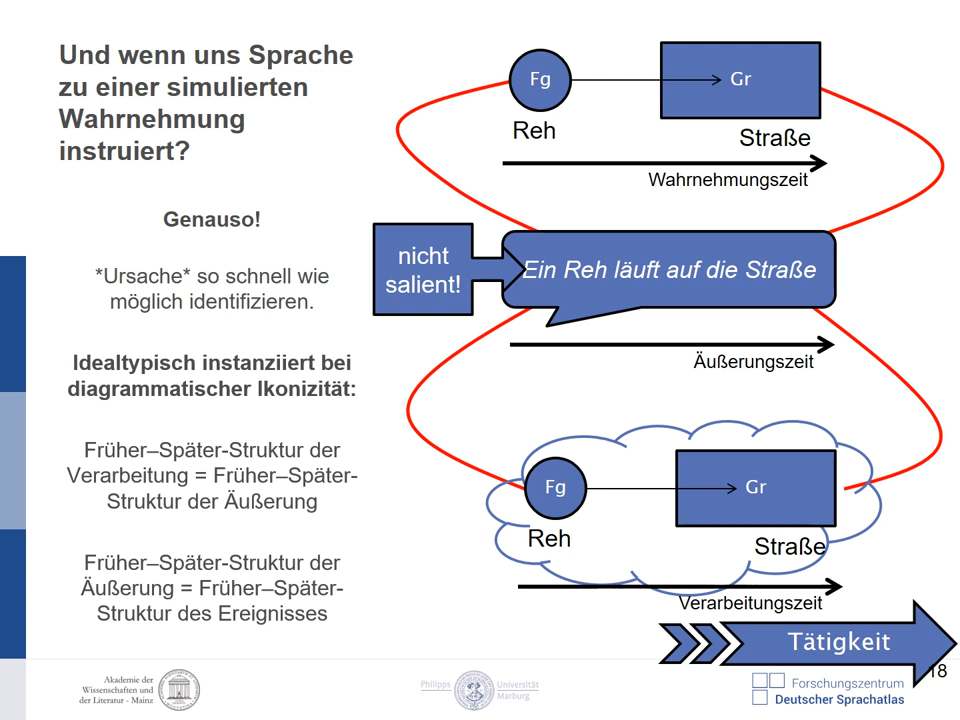 Und wenn uns Sprache
zu einer simulierten
Wahrnehmung
instruiert?
Genauso!
*Ursache* so schnell wie
möglich identifizieren.
Idealtypisch instanziiert bei
diagrammatischer Ikonizität:
Früher–Später-Struktur der
Verarbeitung = Früher–Später-
Struktur der Äußerung
Früher–Später-Struktur der
Äußerung = Früher–Später-
Struktur des Ereignisses
Fg
Gr
Reh
Straße
Wahrnehmungszeit
nicht
salient!
Ein Reh läuft auf die Straße
Äußerungszeit
Fg
Gr
Reh
Straße
Verarbeitungszeit
Tätigkeit
18
Akademie der
Wissenschaften und
der Literatur - Mainz
Philipps
Universität
Marburg
Forschungszentrum
Deutscher Sprachatlas